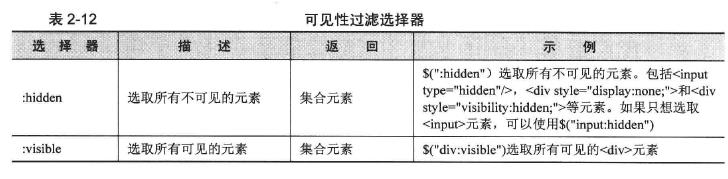 表 2-12 可见性过滤选择器
选 择 器 描 述 返 回 示 例
:hidden 选取所有不可见的元素 集合元素 $(":hidden") 选取所有不可见的元素。包括<input
type="hidden"/>，<div style="display:none;">和<div
style="visibility:hidden;">等元素。如果只想选取
<input>元素，可以使用$("input:hidden")
:visible 选取所有可见的元素 集合元素 $("div:visible")选取所有可见的<div>元素